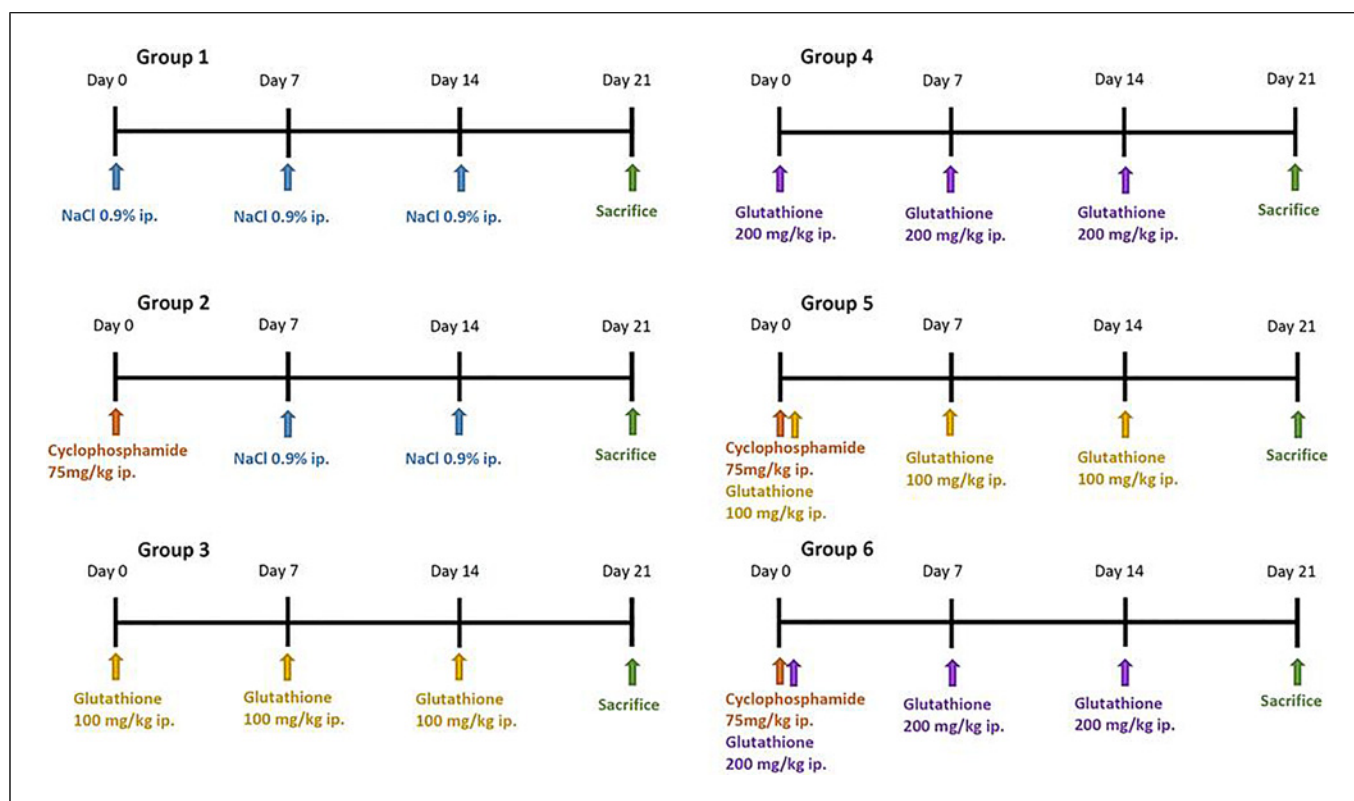 Group 1
Day 0 Day 7 Day 14 Day 21
NaCl 0.9% ip. NaCl 0.9% ip. NaCl 0.9% ip. Sacrifice
Group 2
Day 0 Day 7 Day 14 Day 21
Cyclophosphamide NaCl 0.9% ip. NaCl 0.9% ip. Sacrifice
75mg/kg ip.
Group 3
Day 0 Day 7 Day 14 Day 21
Glutathione Glutathione Glutathione Sacrifice
100 mg/kg ip. 100 mg/kg ip. 100 mg/kg ip.
Group 4
Day 0 Day 7 Day 14 Day 21
Glutathione Glutathione Glutathione Sacrifice
200 mg/kg ip. 200 mg/kg ip. 200 mg/kg ip.
Group 5
Day 0 Day 7 Day 14 Day 21
Cyclophosphamide Glutathione Glutathione Sacrifice
75mg/kg ip. 100 mg/kg ip. 100 mg/kg ip.
Glutathione
100 mg/kg ip.
Group 6
Day 0 Day 7 Day 14 Day 21
Cyclophosphamide Glutathione Glutathione Sacrifice
75mg/kg ip. 200 mg/kg ip. 200 mg/kg ip.
Glutathione
200 mg/kg ip.